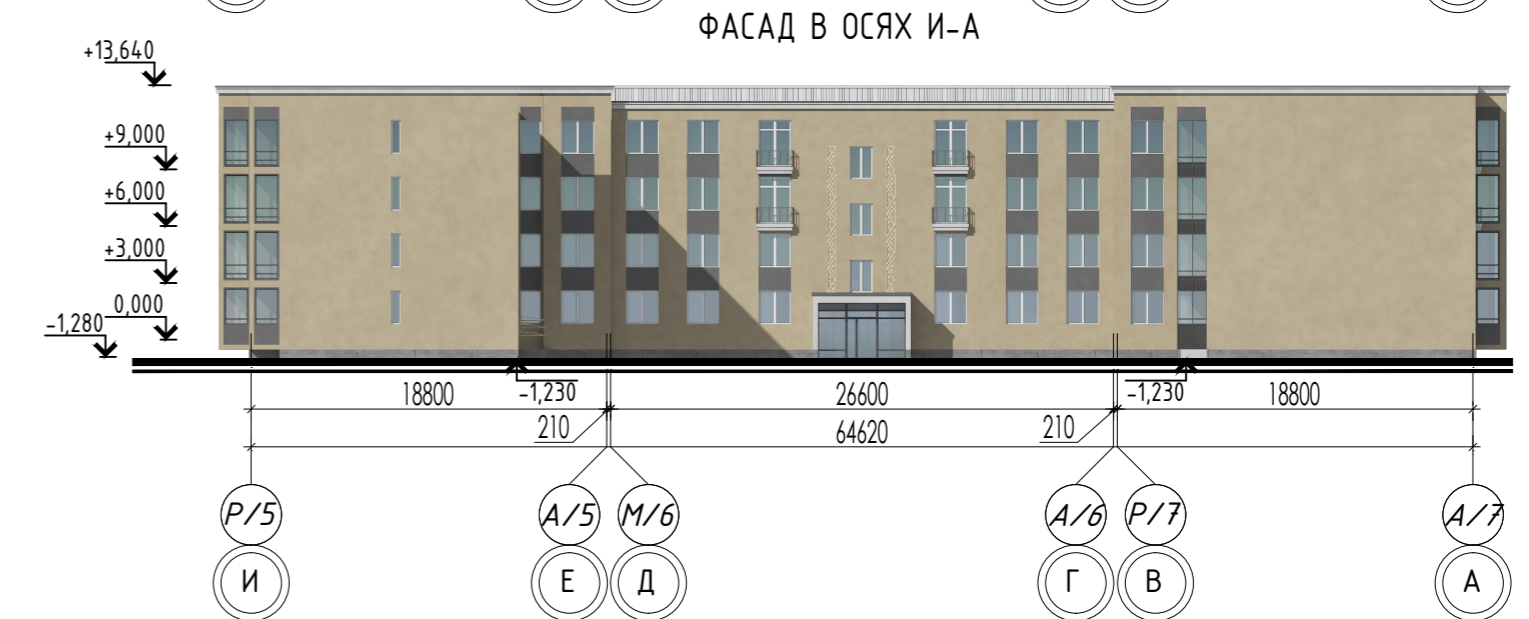 ФАСАД В ОСЯХ И-А
+13,640
+9,000
+6,000
+3,000
0,000
-1,280
18800
-1,230
26600
-1,230
18800
210
64620
210
Р/5
А/5
М/6
А/6
Р/7
А/7
И
Е
Д
Г
В
А